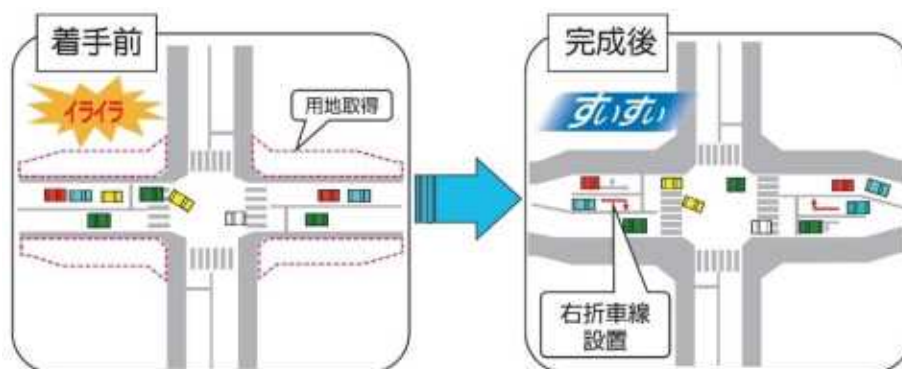 着手前
イライラ
用地取得
完成後
すいすい
右折車線
設置